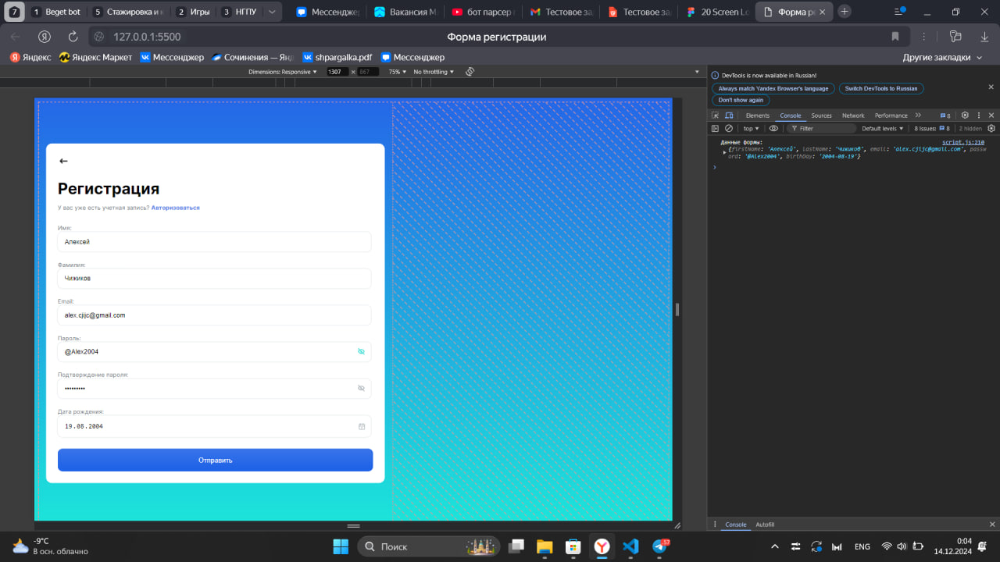 7
1 Beget bot
5 Стажировка и к
2 Игры
3 НГПУ
Мессенджер
Вакансия М
бот парсер
Тестовое за
Тестовое за
20 Screen Lo
Форма ре
127.0.0.1:5500
Форма регистрации
Яндекс
Яндекс Маркет
Мессенджер
Сочинения — Янд
shpargalka.pdf
Мессенджер
Другие закладки
Dimensions: Responsive
1307 × 867
75%
No throttling
DevTools is now available in Russian!
Always match Yandex Browser's language
Switch DevTools to Russian
Don't show again
Elements
Console
Sources
Network
Performance
6
top
Filter
Default levels
8 Issues: 8
2 hidden
Данные формы:
script.js:210
{firstName: 'Алексей', lastName: 'Чижиков', email: 'alex.cjijc@gmail.com', passw
ord: '@Alex2004', birthDay: '2004-08-19'}
Регистрация
У вас уже есть учетная запись? Авторизоваться
Имя:
Алексей
Фамилия:
Чижиков
Email:
alex.cjijc@gmail.com
Пароль:
@Alex2004
Подтверждение пароля:
•••••••••
Дата рождения:
19.08.2004
Отправить
Console
Autofill
-9°C
В осн. облачно
Поиск
57
ENG
0:04
14.12.2024